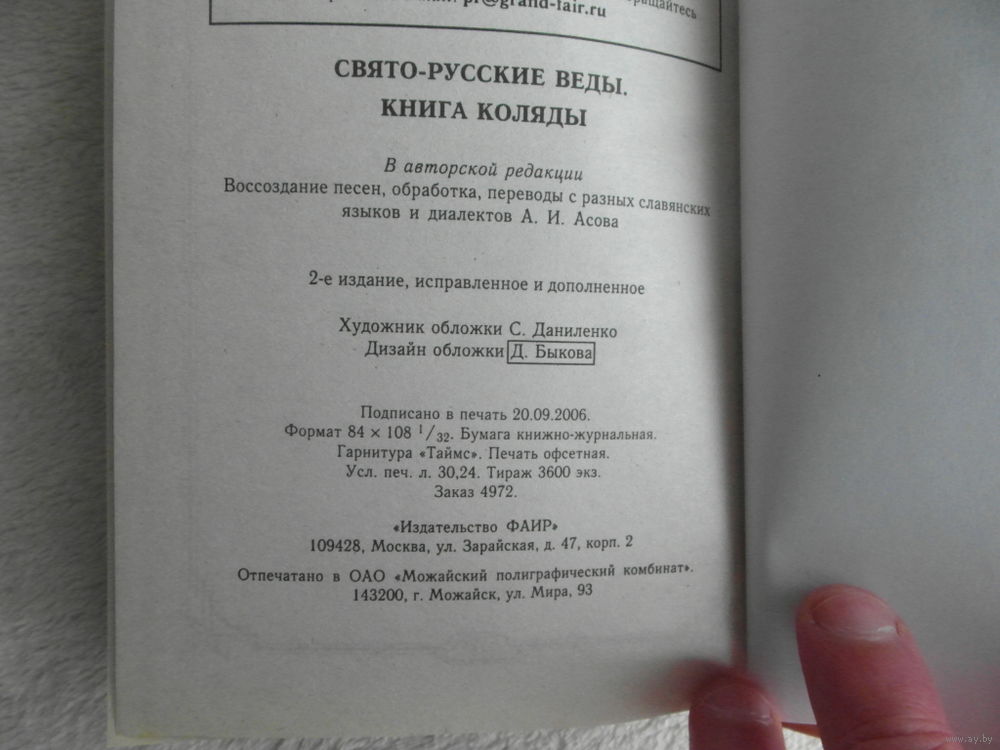 pr@grand-fair.ru
СВЯТО-РУССКИЕ ВЕДЫ.
КНИГА КОЛЯДЫ
В авторской редакции
Воссоздание песен, обработка, переводы с разных славянских
языков и диалектов А. И. Асова
2-е издание, исправленное и дополненное
Художник обложки С. Даниленко
Дизайн обложки Д. Быкова
Подписано в печать 20.09.2006.
Формат 84 × 108 1/32. Бумага книжно-журнальная.
Гарнитура «Таймс». Печать офсетная.
Усл. печ. л. 30,24. Тираж 3600 экз.
Заказ 4972.
«Издательство ФАИР»
109428, Москва, ул. Зарайская, д. 47, корп. 2
Отпечатано в ОАО «Можайский полиграфический комбинат».
143200, г. Можайск, ул. Мира, 93
www.ay.by